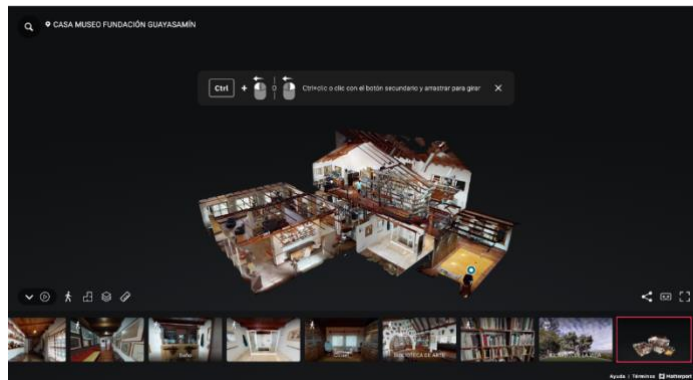 CASA MUSEO FUNDACIÓN GUAYASAMÍN
Ctrl + O Ctrl+clic o clic con el botón secundario y arrastrar para girar
BIBLIOTECA DE ARTE
Ayuda | Términos Matterport